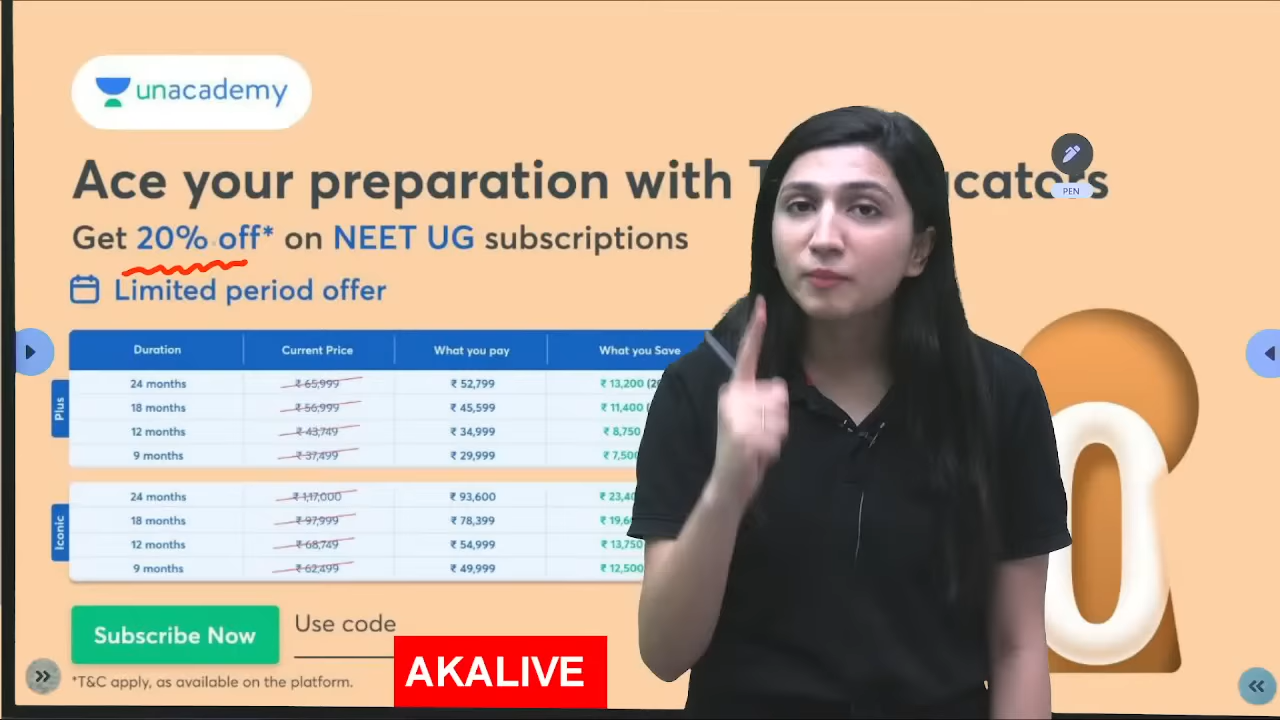 unacademy
Ace your preparation with
Get 20% off* on NEET UG subscriptions
Limited period offer
Duration Current Price What you pay What you Save
Plus
24 months ₹ 65,999 ₹ 52,799 ₹ 13,200
18 months ₹ 56,999 ₹ 45,599 ₹ 11,400
12 months ₹ 43,749 ₹ 34,999 ₹ 8,750
9 months ₹ 37,499 ₹ 29,999 ₹ 7,500
Iconic
24 months ₹ 1,17,000 ₹ 93,600
18 months ₹ 97,999 ₹ 78,399
12 months ₹ 68,749 ₹ 54,999 ₹ 13,750
9 months ₹ 62,499 ₹ 49,999 ₹ 12,500
Subscribe Now
Use code
AKALIVE
*T&C apply, as available on the platform.
PEN
0